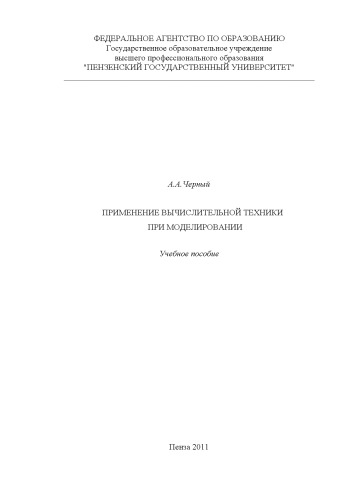 ФЕДЕРАЛЬНОЕ АГЕНТСТВО ПО ОБРАЗОВАНИЮ
Государственное образовательное учреждение
высшего профессионального образования
"ПЕНЗЕНСКИЙ ГОСУДАРСТВЕННЫЙ УНИВЕРСИТЕТ"
А.А.Черный
ПРИМЕНЕНИЕ ВЫЧИСЛИТЕЛЬНОЙ ТЕХНИКИ
ПРИ МОДЕЛИРОВАНИИ
Учебное пособие
Пенза 2011